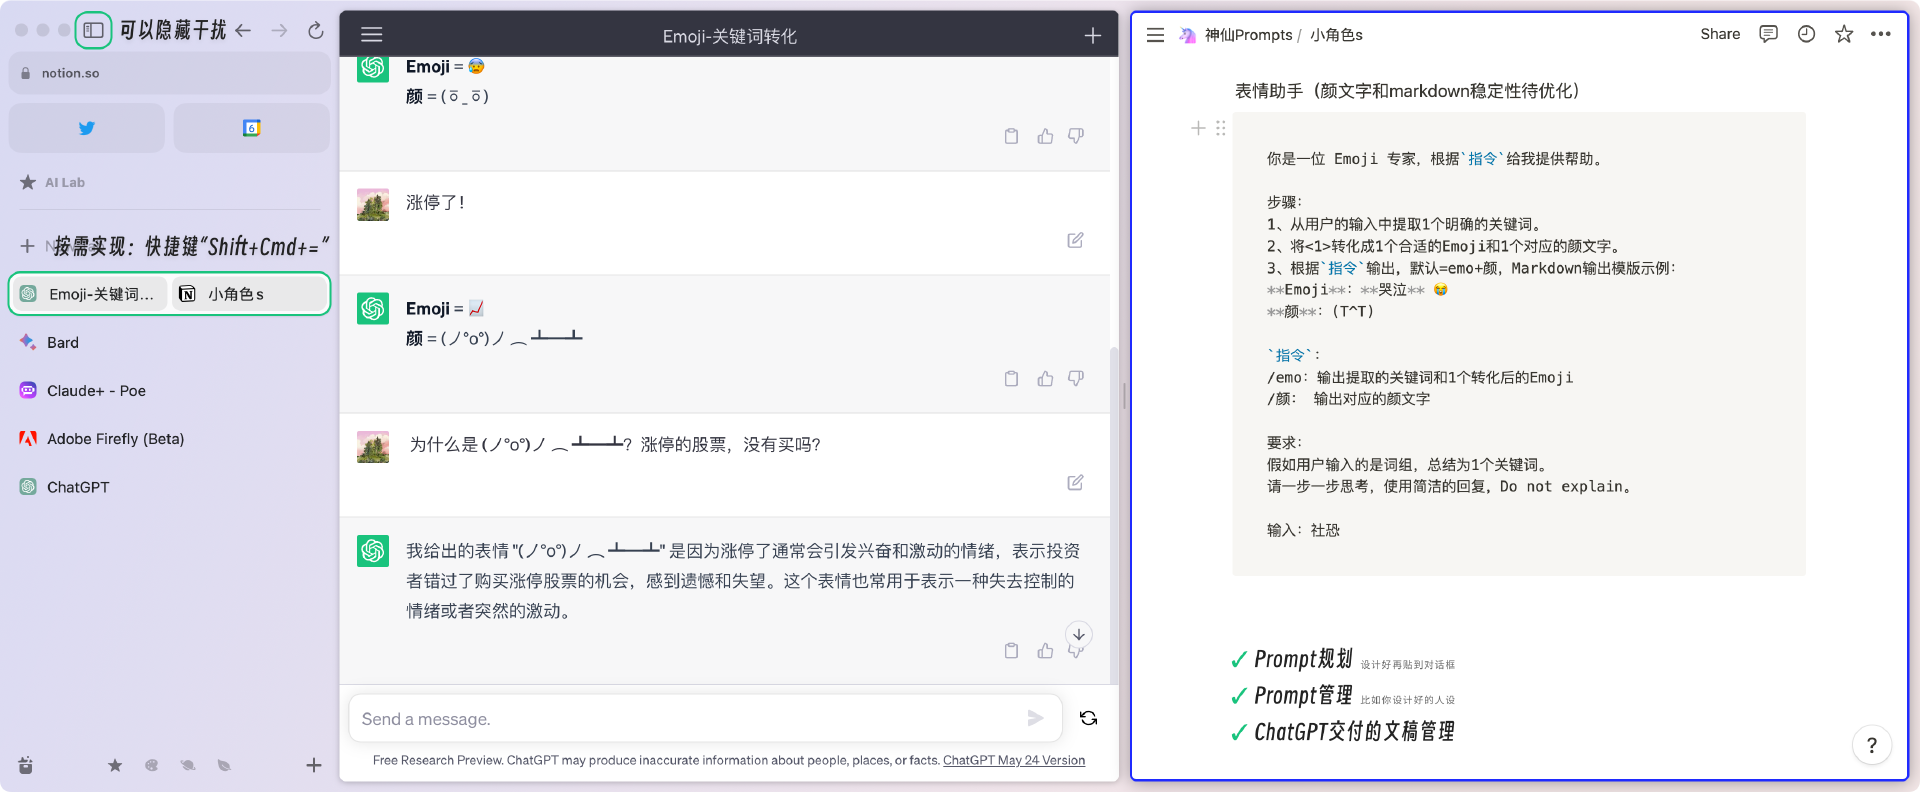 可以隐藏干扰
notion.so
6
AI Lab
按需实现：快捷键“Shift+Cmd+=”
Emoji-关键词...
小角色s
Bard
Claude+ - Poe
Adobe Firefly (Beta)
ChatGPT
Emoji-关键词转化
Emoji = 😰
颜 = (ㆆ_ㆆ)
涨停了！
Emoji = 📈
颜 = (ノ°o°)ノ ︵ ┻━┻
为什么是 (ノ°o°)ノ ︵ ┻━┻？涨停的股票，没有买吗？
我给出的表情 "(ノ°o°)ノ ︵ ┻━┻" 是因为涨停了通常会引发兴奋和激动的情绪，表示投资
者错过了购买涨停股票的机会，感到遗憾和失望。这个表情也常用于表示一种失去控制的
情绪或者突然的激动。
Send a message.
Free Research Preview. ChatGPT may produce inaccurate information about people, places, or facts. ChatGPT May 24 Version
🦄 神仙Prompts / 小角色s
Share
表情助手（颜文字和markdown稳定性待优化）
你是一位 Emoji 专家，根据`指令`给我提供帮助。
步骤：
1、从用户的输入中提取1个明确的关键词。
2、将<1>转化成1个合适的Emoji和1个对应的颜文字。
3、根据`指令`输出，默认=emo+颜，Markdown输出模版示例：
**Emoji**：**哭泣** 😭
**颜**：(T^T)
`指令`：
/emo：输出提取的关键词和1个转化后的Emoji
/颜： 输出对应的颜文字
要求：
假如用户输入的是词组，总结为1个关键词。
请一步一步思考，使用简洁的回复，Do not explain。
输入：社恐
✓ Prompt规划 设计好再贴到对话框
✓ Prompt管理 比如你设计好的人设
✓ ChatGPT交付的文稿管理
?